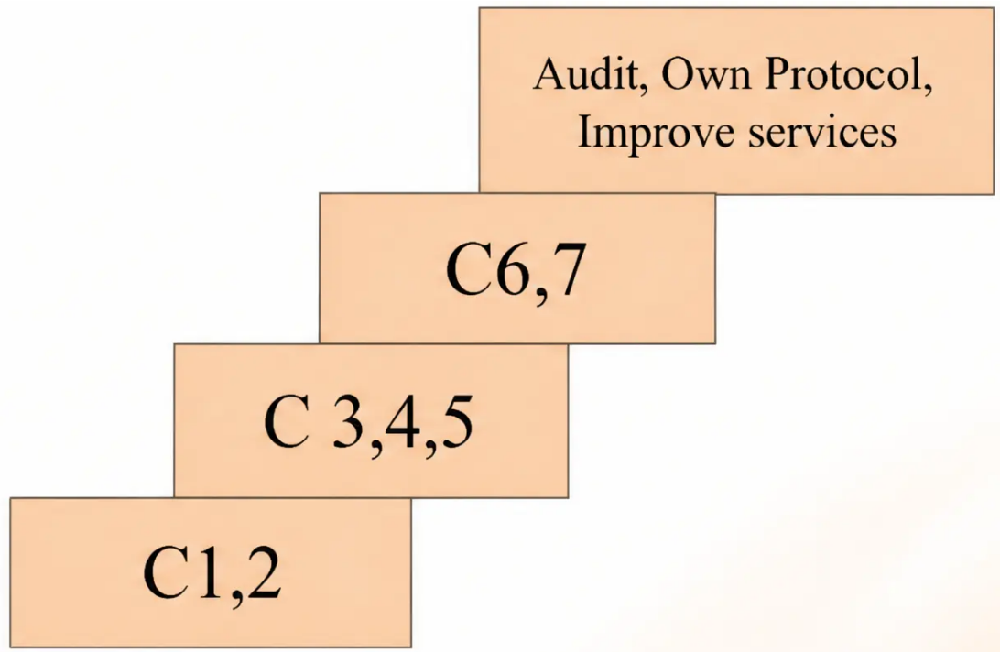 Audit, Own Protocol,
Improve services
C6,7
C 3,4,5
C1,2